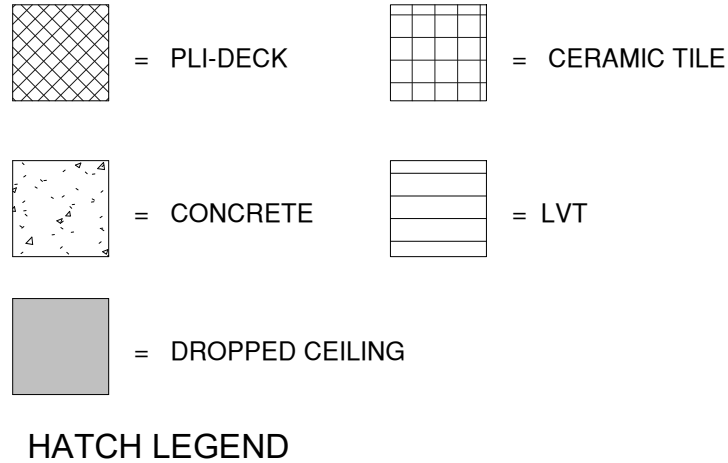 = PLI-DECK
= CERAMIC TILE
= CONCRETE
= LVT
= DROPPED CEILING
HATCH LEGEND